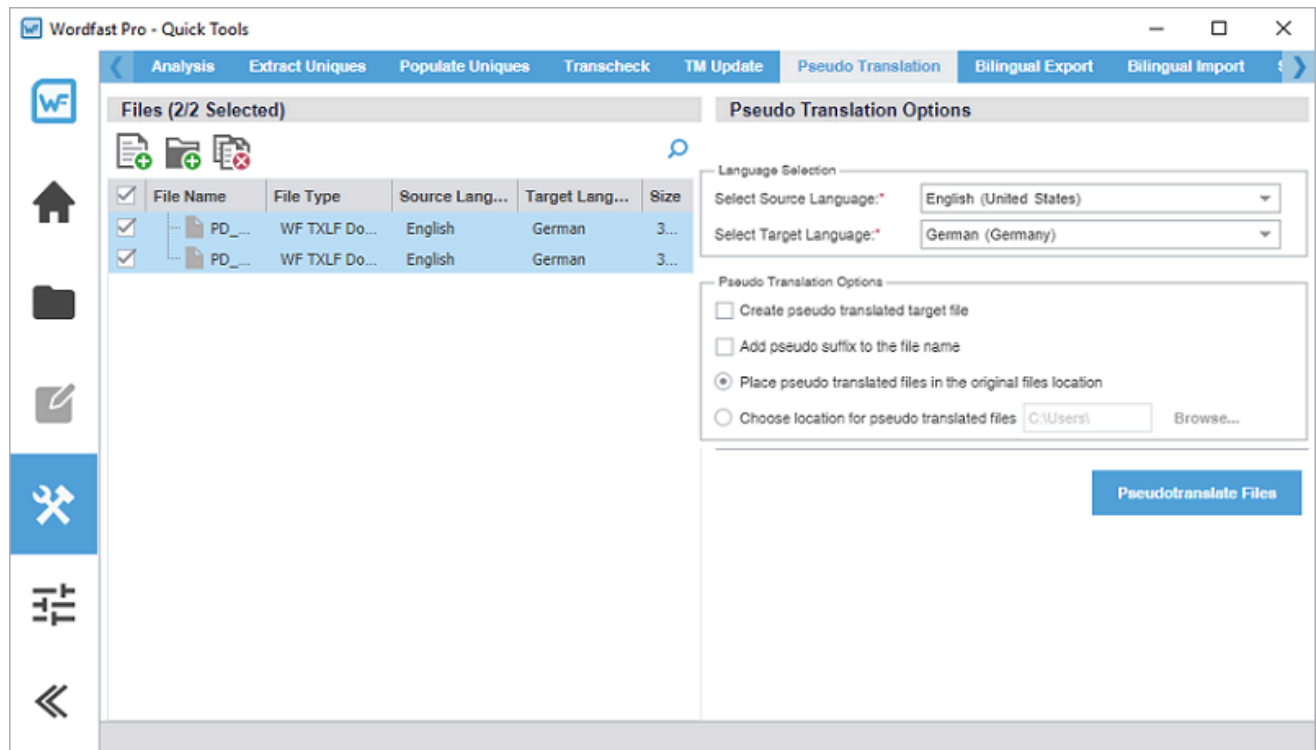 Wordfast Pro - Quick Tools
Analysis Extract Uniques Populate Uniques Transcheck TM Update Pseudo Translation Bilingual Export Bilingual Import
WF
Files (2/2 Selected)
Pseudo Translation Options
Language Selection
File Name File Type Source Lang... Target Lang... Size
Select Source Language:* English (United States)
PD_... WF TXLF Do... English German 3...
Select Target Language:* German (Germany)
PD_... WF TXLF Do... English German 3...
Pseudo Translation Options
Create pseudo translated target file
Add pseudo suffix to the file name
Place pseudo translated files in the original files location
Choose location for pseudo translated files C:\Users\ Browse...
Pseudotranslate Files